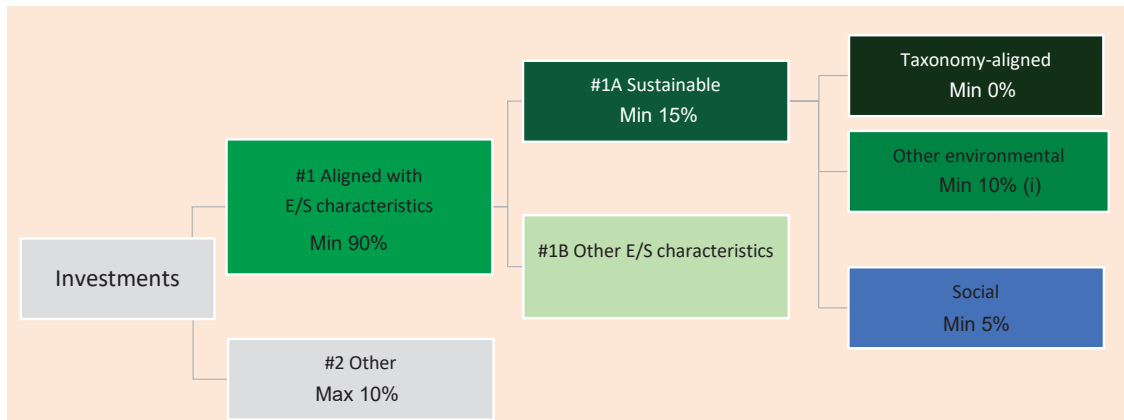 Investments
#1 Aligned with
E/S characteristics
Min 90%
#2 Other
Max 10%
#1A Sustainable
Min 15%
#1B Other E/S characteristics
Taxonomy-aligned
Min 0%
Other environmental
Min 10% (i)
Social
Min 5%